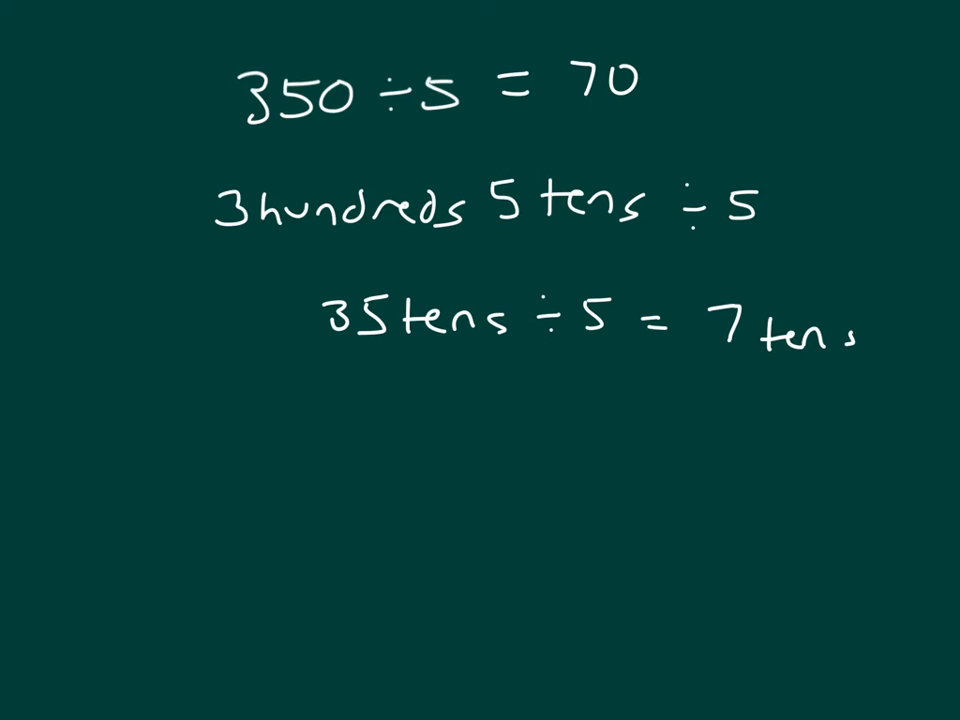 350 ÷ 5 = 70
3 hundreds 5 tens ÷ 5
35 tens ÷ 5 = 7 tens